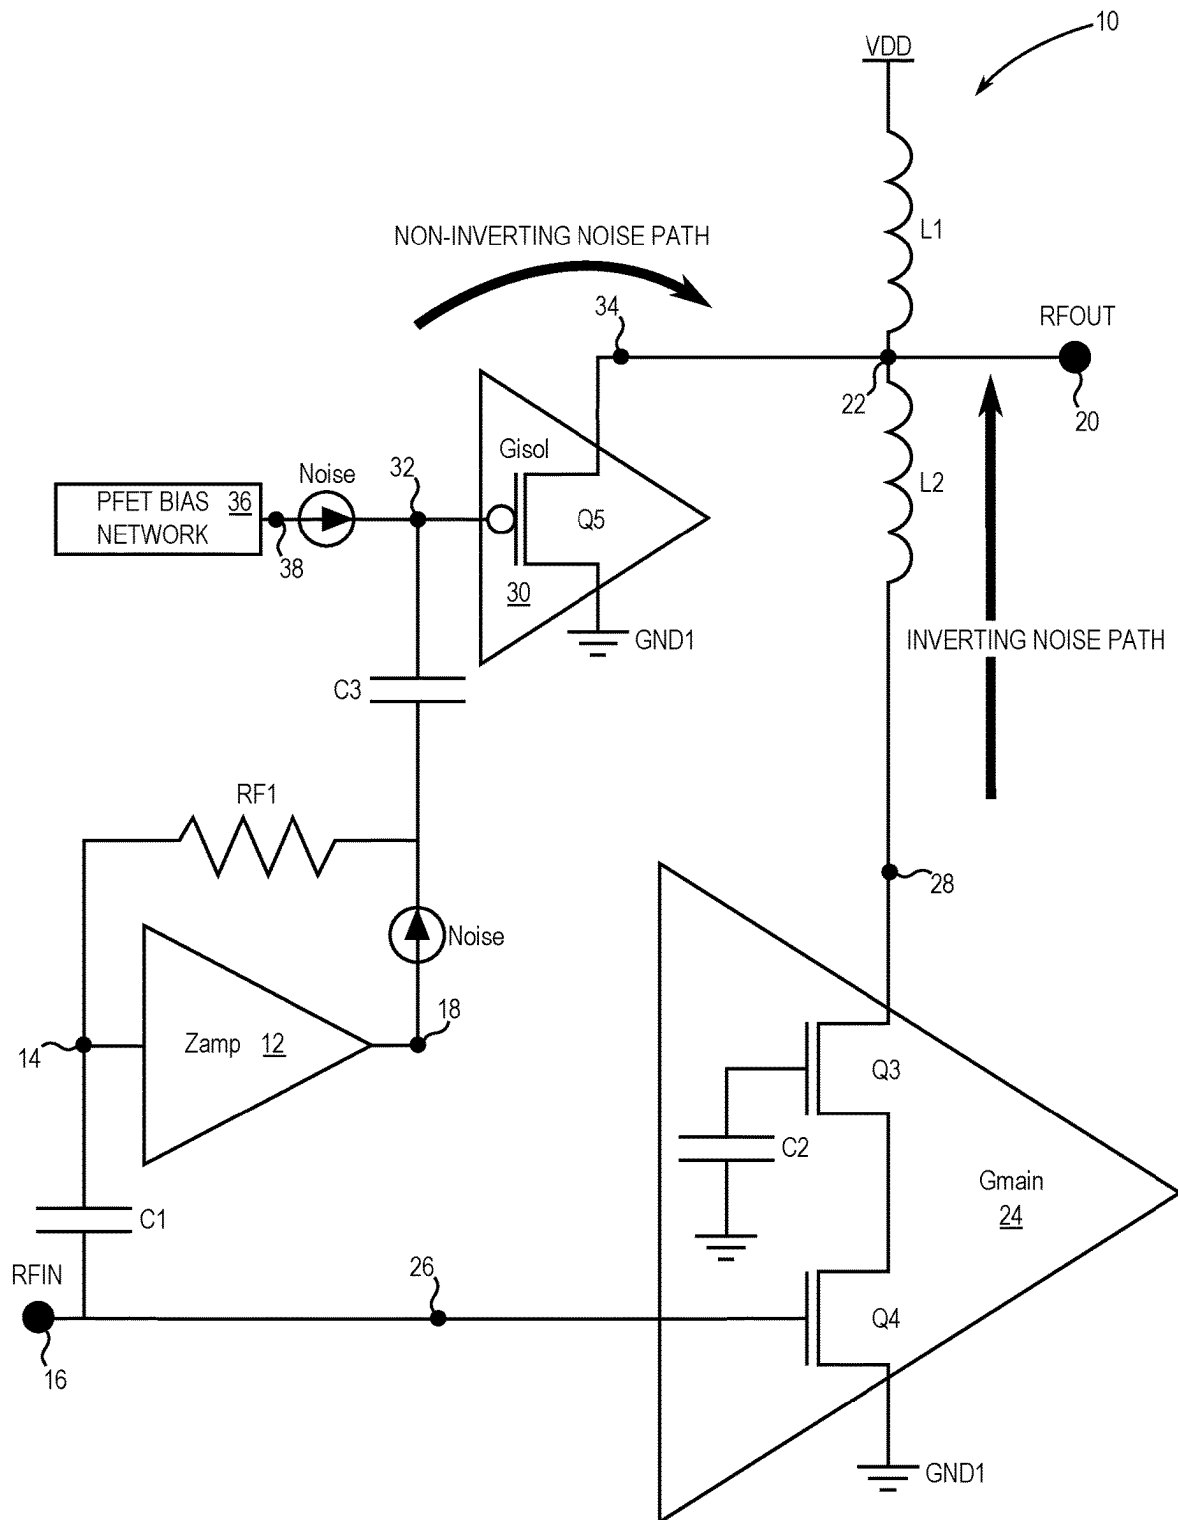 10
VDD
L1
NON-INVERTING NOISE PATH
34
RFOUT
22
20
Gisol
32
Noise
L2
PFET BIAS 36
NETWORK
Q5
38
30
GND1
INVERTING NOISE PATH
C3
RF1
28
Noise
18
14
Zamp 12
Q3
C2
Gmain
24
C1
RFIN
26
Q4
16
GND1